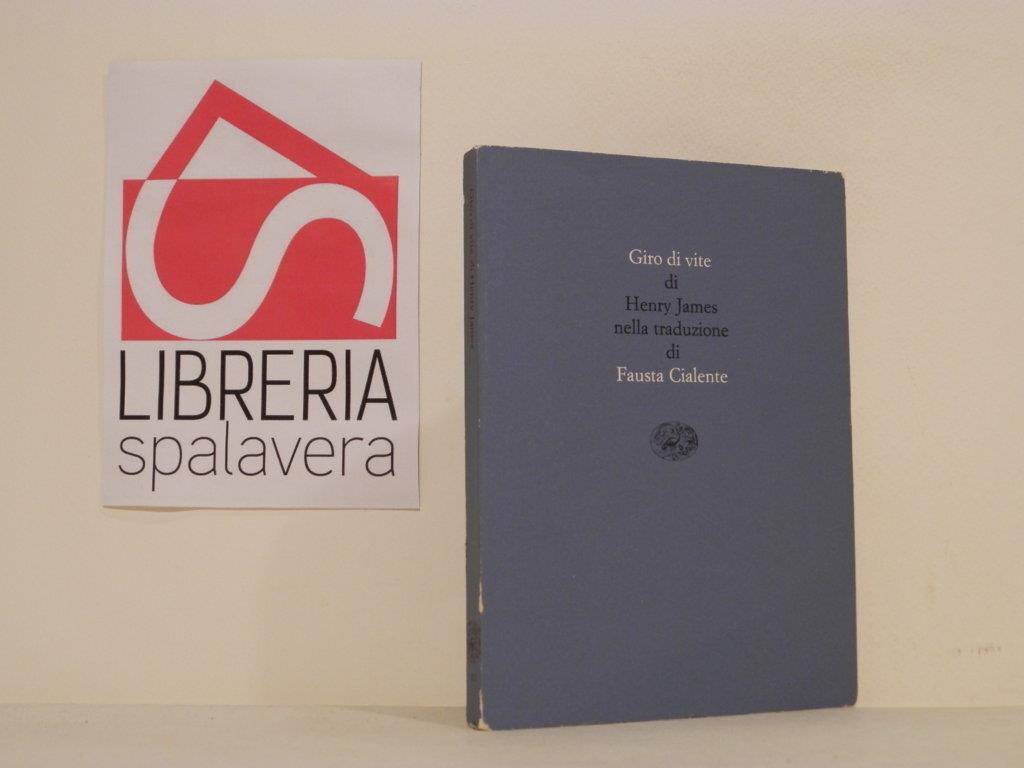 LIBRERIA
spalavera
Giro di vite
di
Henry James
nella traduzione
di
Fausta Cialente